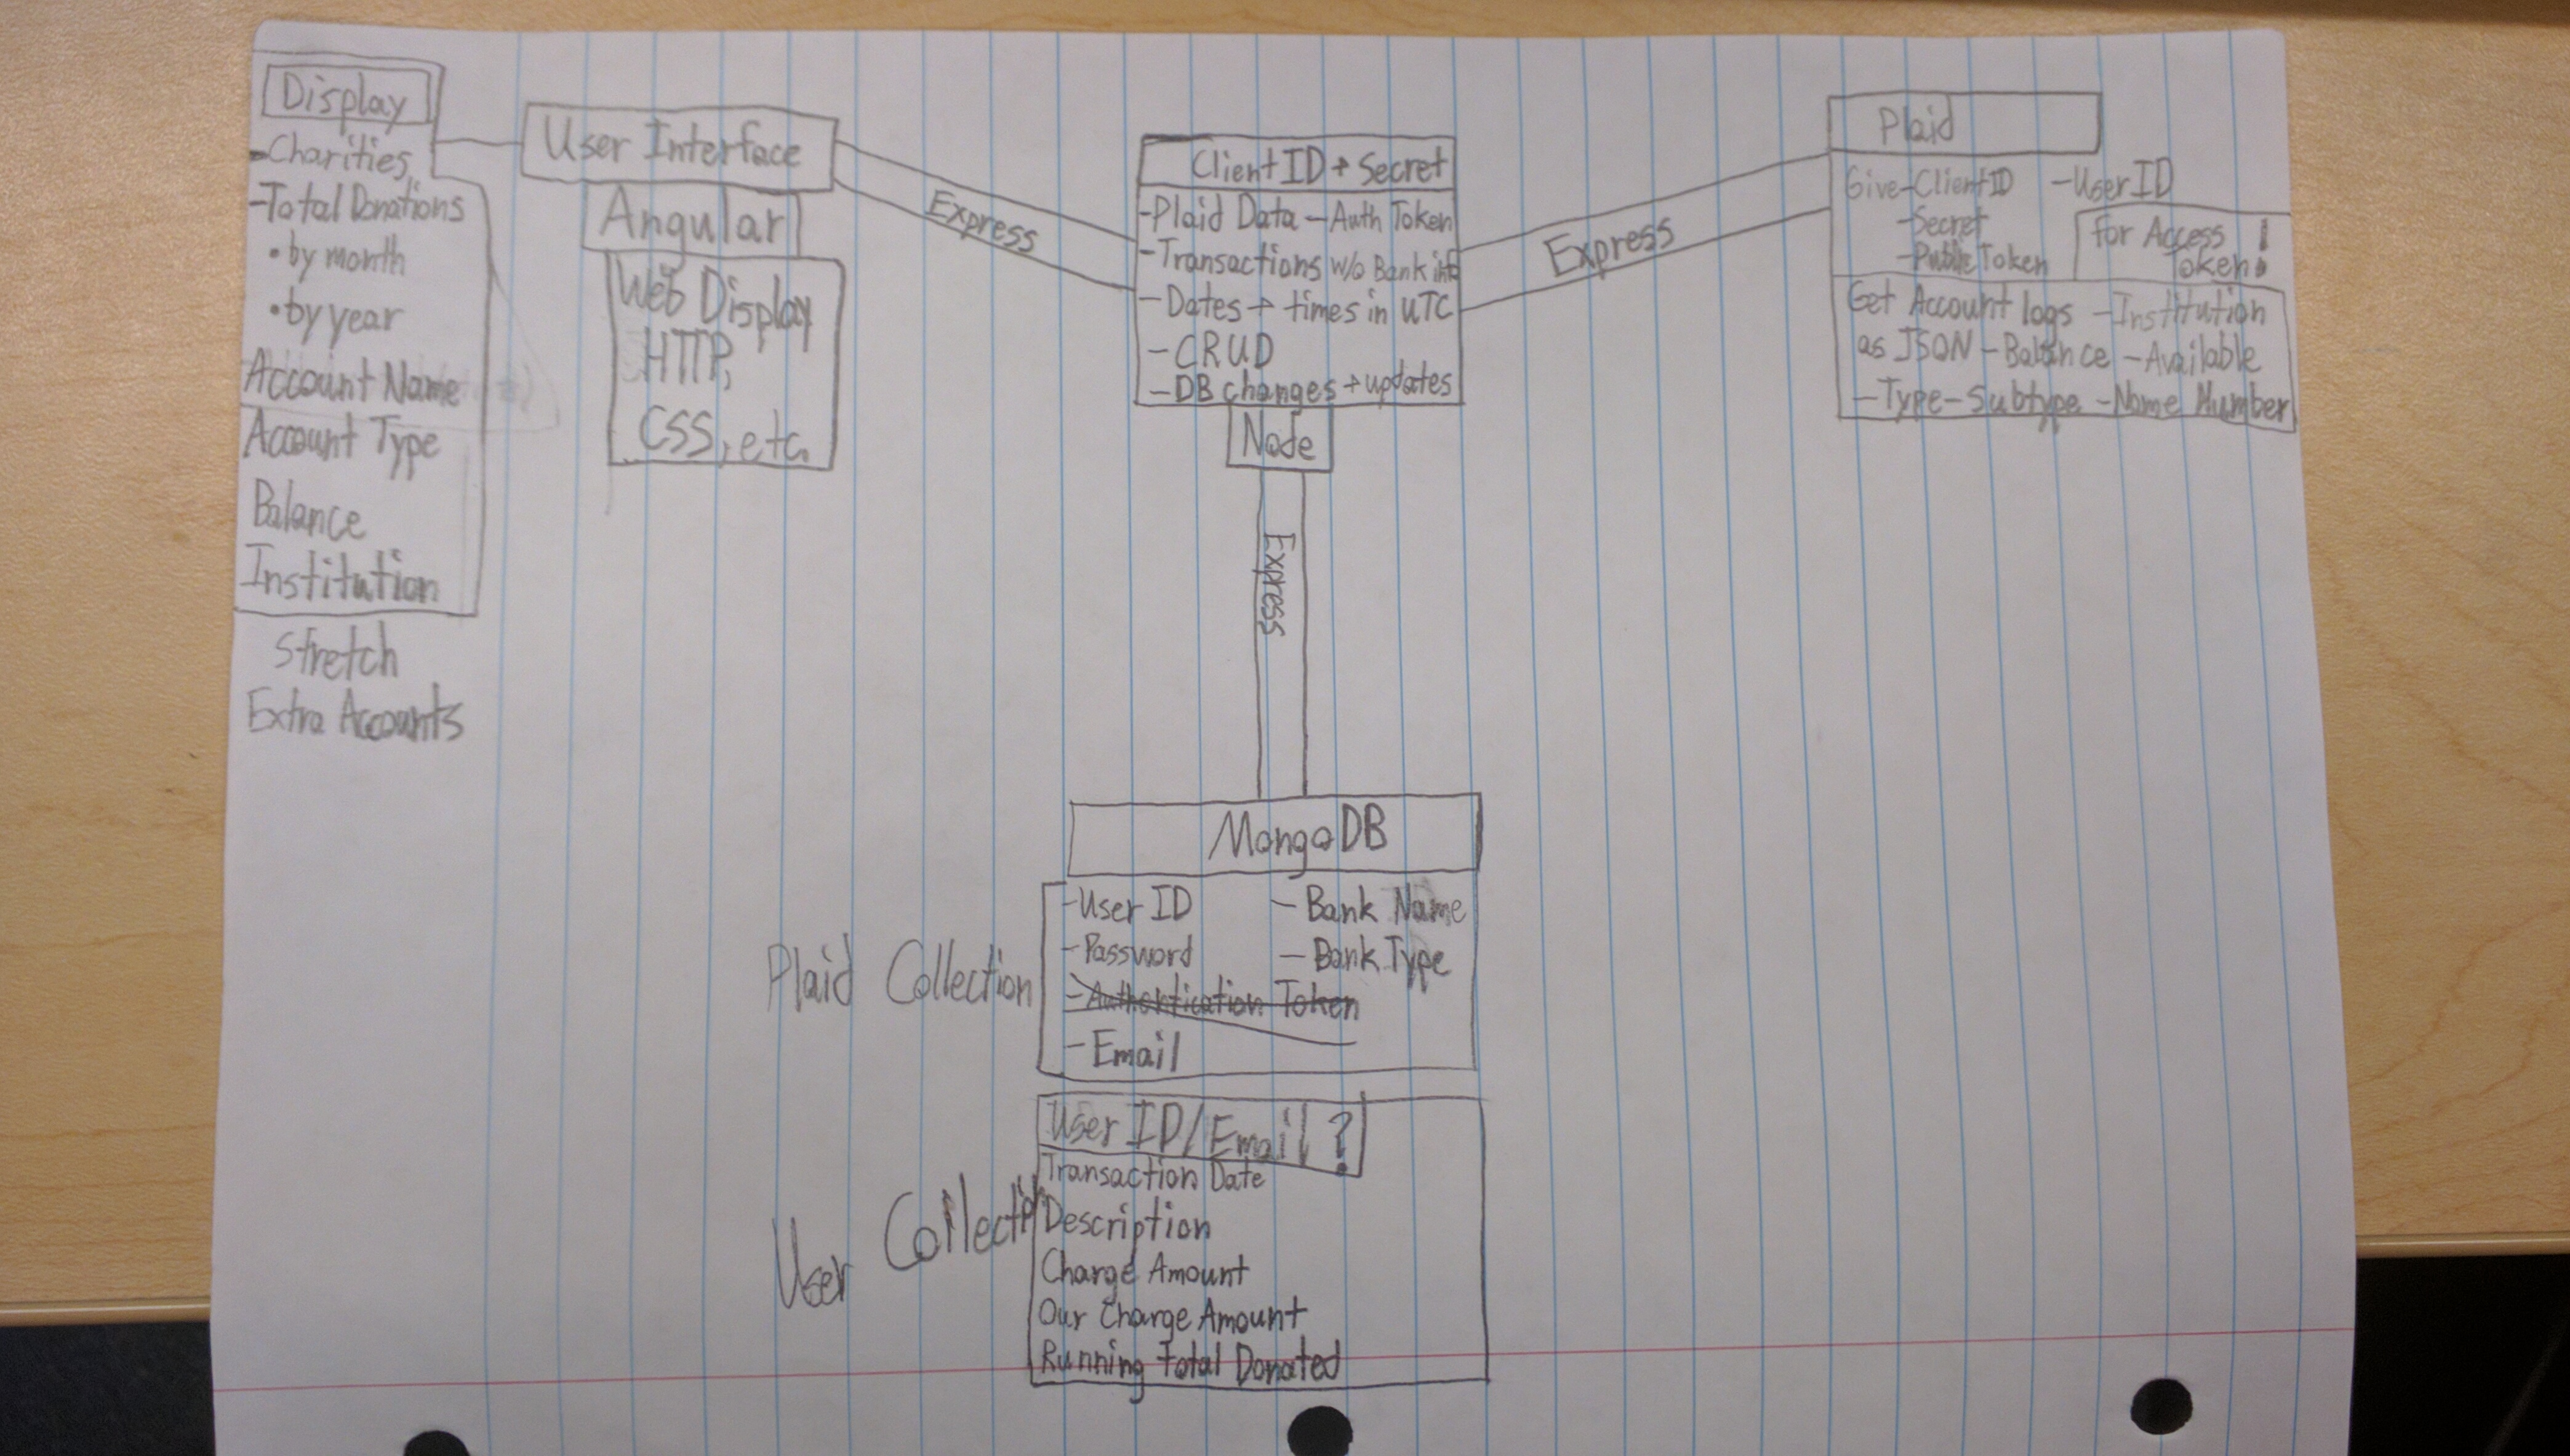 Display
-Charities
-Total Donations
•by month
•by year
Account Name
Account Type
Balance
Institution
Stretch
Extra Accounts
User Interface
Angular
Web Display
HTTP,
CSS, etc.
Express
Client ID + Secret
-Plaid Data -Auth Token
-Transactions w/o Bank info
-Dates + times in UTC
-CRUD
-DB changes + updates
Node
Express
Express
Plaid
Give -Client ID -User ID
-Secret
-Public Token
For Access
Token!
Get Account logs -Institution
as JSON -Balance -Available
-Type -Subtype -Name Number
MongoDB
Plaid Collection
-User ID - Bank Name
-Password - Bank Type
-Authentication Token
-Email
User Collection
User ID/Email?
Transaction Date
Description
Charge Amount
Our Charge Amount
Running Total Donated